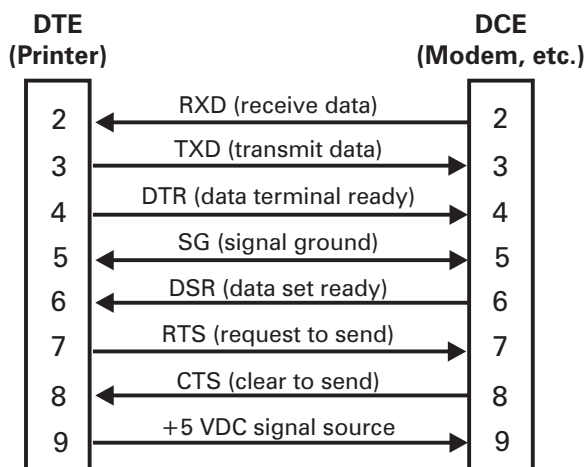 DTE DCE
(Printer) (Modem, etc.)
2 RXD (receive data) 2
3 TXD (transmit data) 3
4 DTR (data terminal ready) 4
5 SG (signal ground) 5
6 DSR (data set ready) 6
7 RTS (request to send) 7
8 CTS (clear to send) 8
9 +5 VDC signal source 9